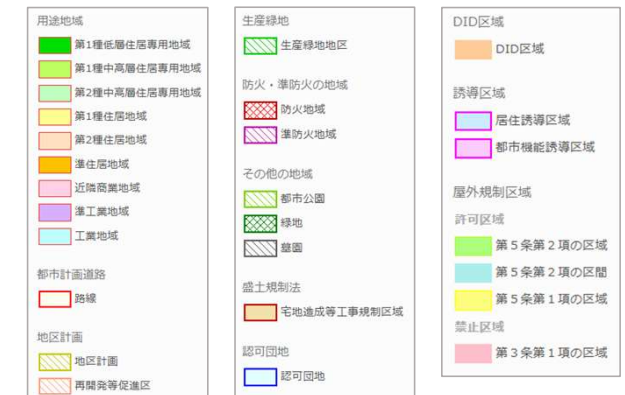 用途地域
第1種低層住居専用地域
第1種中高層住居専用地域
第2種中高層住居専用地域
第1種住居地域
第2種住居地域
準住居地域
近隣商業地域
準工業地域
工業地域
都市計画道路
路線
地区計画
地区計画
再開発等促進区
生産緑地
生産緑地地区
防火・準防火の地域
防火地域
準防火地域
その他の地域
都市公園
緑地
墓園
盛土規制法
宅地造成等工事規制区域
認可団地
認可団地
DID区域
DID区域
誘導区域
居住誘導区域
都市機能誘導区域
屋外規制区域
許可区域
第5条第2項の区域
第5条第2項の区間
第5条第1項の区域
禁止区域
第3条第1項の区域